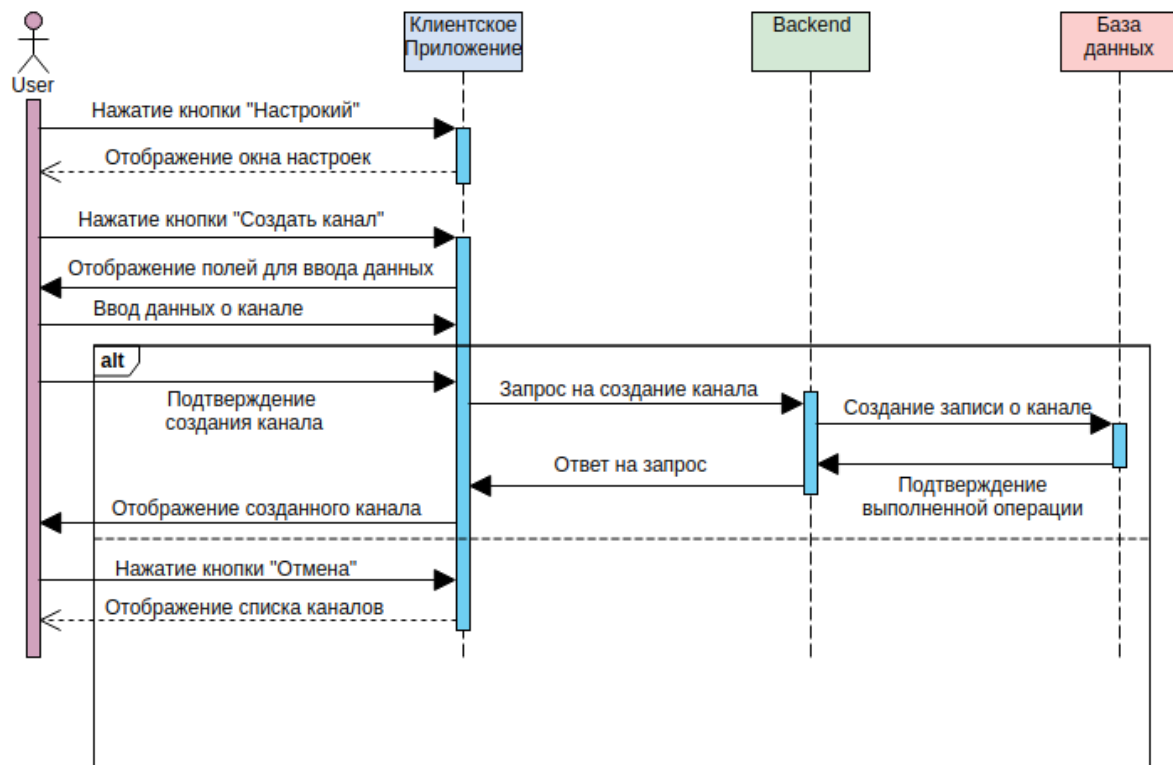 Клиентское
Приложение
Backend
База
данных
User
Нажатие кнопки "Настрокий"
Отображение окна настроек
Нажатие кнопки "Создать канал"
Отображение полей для ввода данных
Ввод данных о канале
alt
Подтверждение
создания канала
Запрос на создание канала
Создание записи о канале
Ответ на запрос
Подтверждение
выполненной операции
Отображение созданного канала
Нажатие кнопки "Отмена"
Отображение списка каналов